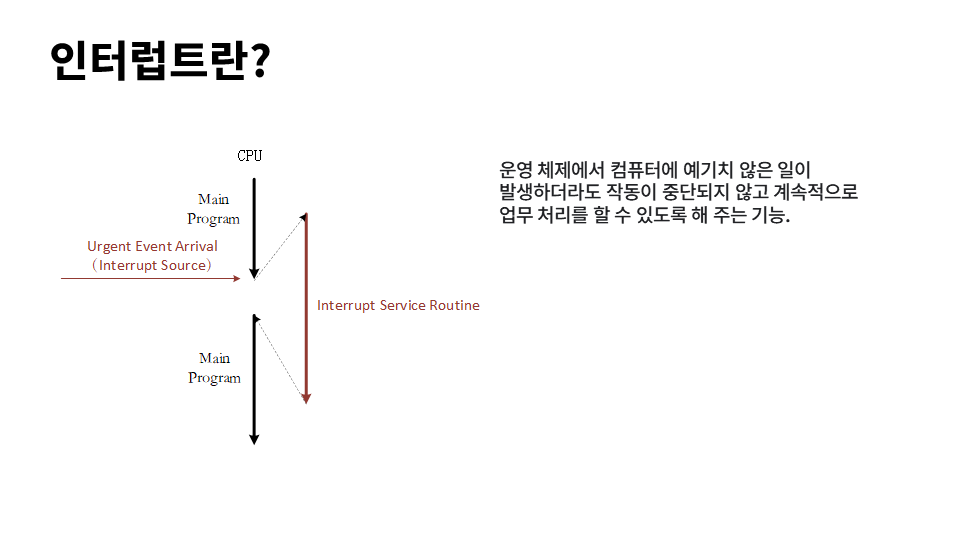 인터럽트란?
CPU
Main
Program
Urgent Event Arrival
（Interrupt Source）
Interrupt Service Routine
Main
Program
운영 체제에서 컴퓨터에 예기치 않은 일이
발생하더라도 작동이 중단되지 않고 계속적으로
업무 처리를 할 수 있도록 해 주는 기능.